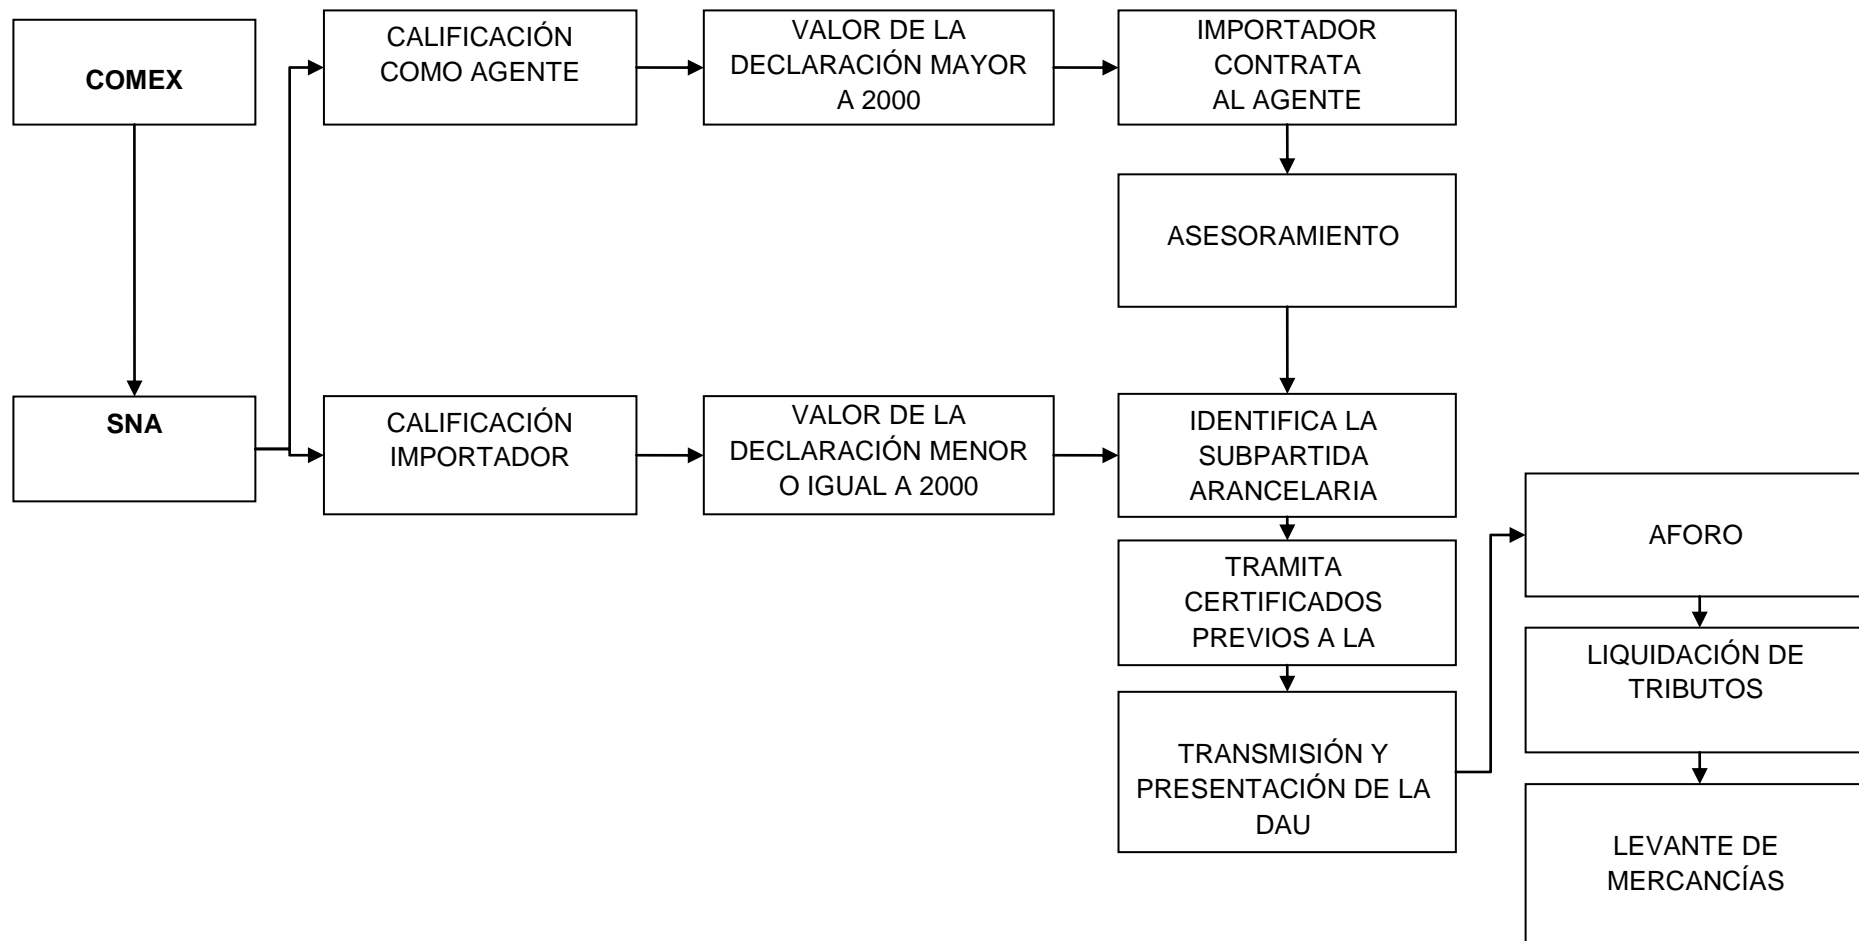 COMEX
CALIFICACIÓN
COMO AGENTE
VALOR DE LA
DECLARACIÓN MAYOR
A 2000
IMPORTADOR
CONTRATA
AL AGENTE
ASESORAMIENTO
SNA
CALIFICACIÓN
IMPORTADOR
VALOR DE LA
DECLARACIÓN MENOR
O IGUAL A 2000
IDENTIFICA LA
SUBPARTIDA
ARANCELARIA
TRAMITA
CERTIFICADOS
PREVIOS A LA
TRANSMISIÓN Y
PRESENTACIÓN DE LA
DAU
AFORO
LIQUIDACIÓN DE
TRIBUTOS
LEVANTE DE
MERCANCÍAS